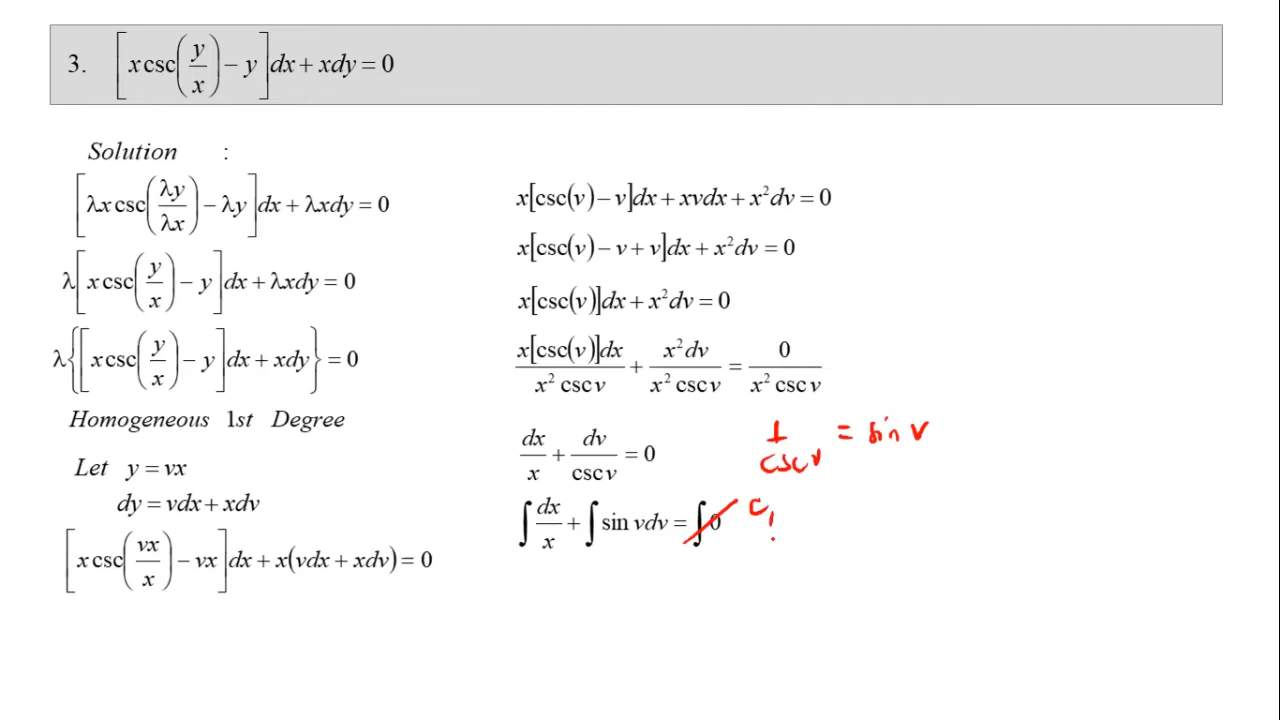 3. [x csc(y/x) − y]dx + xdy = 0
Solution :
[λx csc(λy/λx) − λy]dx + λxdy = 0
λ[x csc(y/x) − y]dx + λxdy = 0
λ{[x csc(y/x) − y]dx + xdy} = 0
Homogeneous 1st Degree
Let y = vx
dy = vdx + xdv
[x csc(vx/x) − vx]dx + x(vdx + xdv) = 0
x[csc(v) − v]dx + xvdx + x²dv = 0
x[csc(v) − v + v]dx + x²dv = 0
x[csc(v)]dx + x²dv = 0
x[csc(v)]dx / x² csc v + x²dv / x² csc v = 0 / x² csc v
dx/x + dv/csc v = 0
1/csc v = sin v
∫dx/x + ∫sin vdv = ∫0 C₁